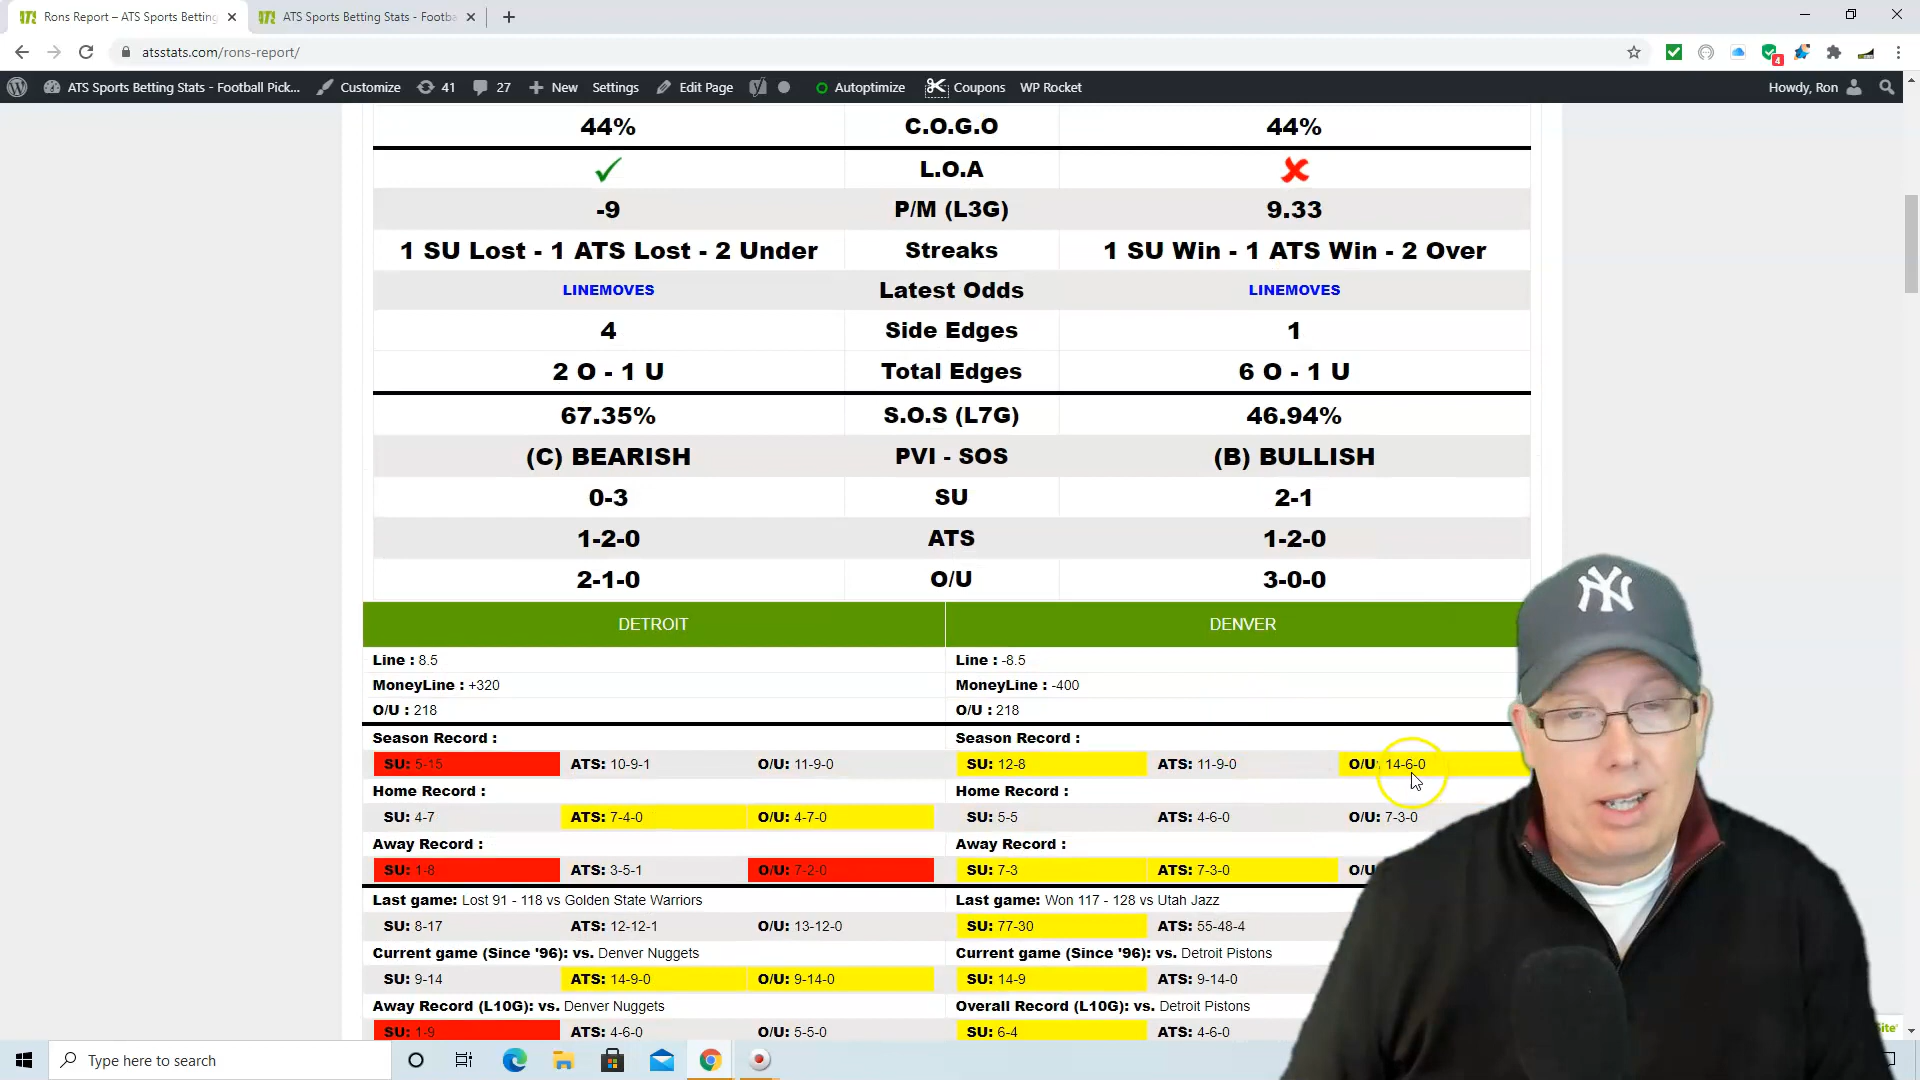 Rons Report – ATS Sports Betting
ATS Sports Betting Stats - Footba
atsstats.com/rons-report/
4
ATS Sports Betting Stats - Football Pick... Customize 41 27 New Settings Edit Page Autoptimize Coupons WP Rocket Howdy, Ron
44% C.O.G.O 44%
L.O.A
-9 P/M (L3G) 9.33
1 SU Lost - 1 ATS Lost - 2 Under Streaks 1 SU Win - 1 ATS Win - 2 Over
LINEMOVES Latest Odds LINEMOVES
4 Side Edges 1
2 O - 1 U Total Edges 6 O - 1 U
67.35% S.O.S (L7G) 46.94%
(C) BEARISH PVI - SOS (B) BULLISH
0-3 SU 2-1
1-2-0 ATS 1-2-0
2-1-0 O/U 3-0-0
DETROIT DENVER
Line : 8.5 Line : -8.5
MoneyLine : +320 MoneyLine : -400
O/U : 218 O/U : 218
Season Record : Season Record :
SU: 5-15 ATS: 10-9-1 O/U: 11-9-0 SU: 12-8 ATS: 11-9-0 O/U: 14-6-0
Home Record : Home Record :
SU: 4-7 ATS: 7-4-0 O/U: 4-7-0 SU: 5-5 ATS: 4-6-0 O/U: 7-3-0
Away Record : Away Record :
SU: 1-8 ATS: 3-5-1 O/U: 7-2-0 SU: 7-3 ATS: 7-3-0 O/U
Last game: Lost 91 - 118 vs Golden State Warriors Last game: Won 117 - 128 vs Utah Jazz
SU: 8-17 ATS: 12-12-1 O/U: 13-12-0 SU: 77-30 ATS: 55-48-4
Current game (Since '96): vs. Denver Nuggets Current game (Since '96): vs. Detroit Pistons
SU: 9-14 ATS: 14-9-0 O/U: 9-14-0 SU: 14-9 ATS: 9-14-0
Away Record (L10G): vs. Denver Nuggets Overall Record (L10G): vs. Detroit Pistons
SU: 1-9 ATS: 4-6-0 O/U: 5-5-0 SU: 6-4 ATS: 4-6-0
NY
Type here to search